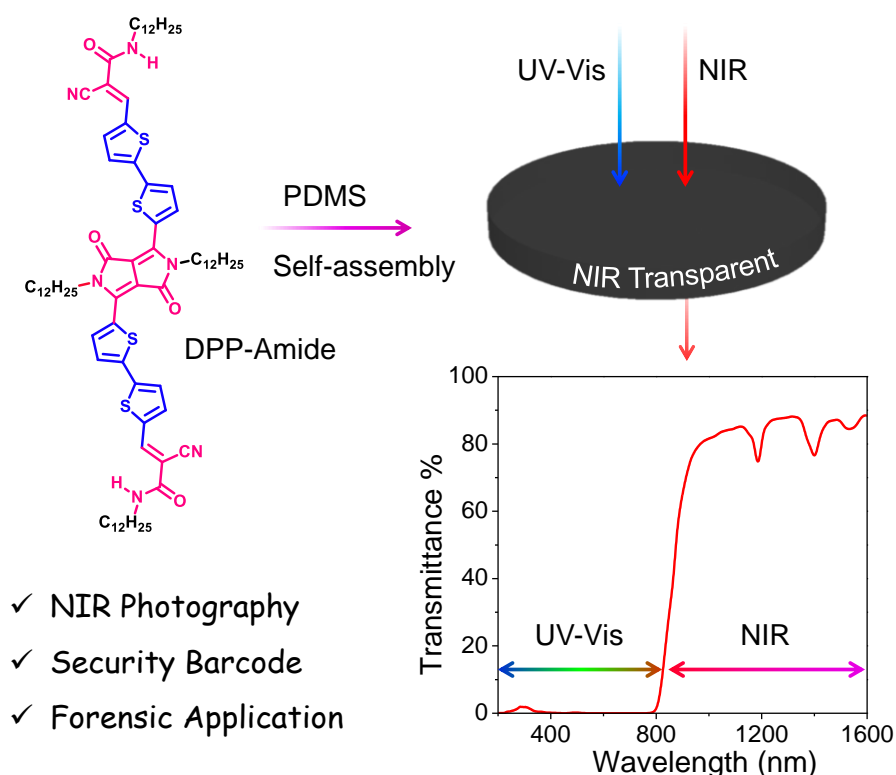 C12H25
O
N
H
NC
S
S
O
N
C12H25
N
C12H25
O
S
S
NC
CN
H
N
O
C12H25
DPP-Amide
PDMS
Self-assembly
UV-Vis
NIR
NIR Transparent
✓ NIR Photography
✓ Security Barcode
✓ Forensic Application
Transmittance %
100
80
60
40
20
0
UV-Vis
NIR
400
800
1200
1600
Wavelength (nm)